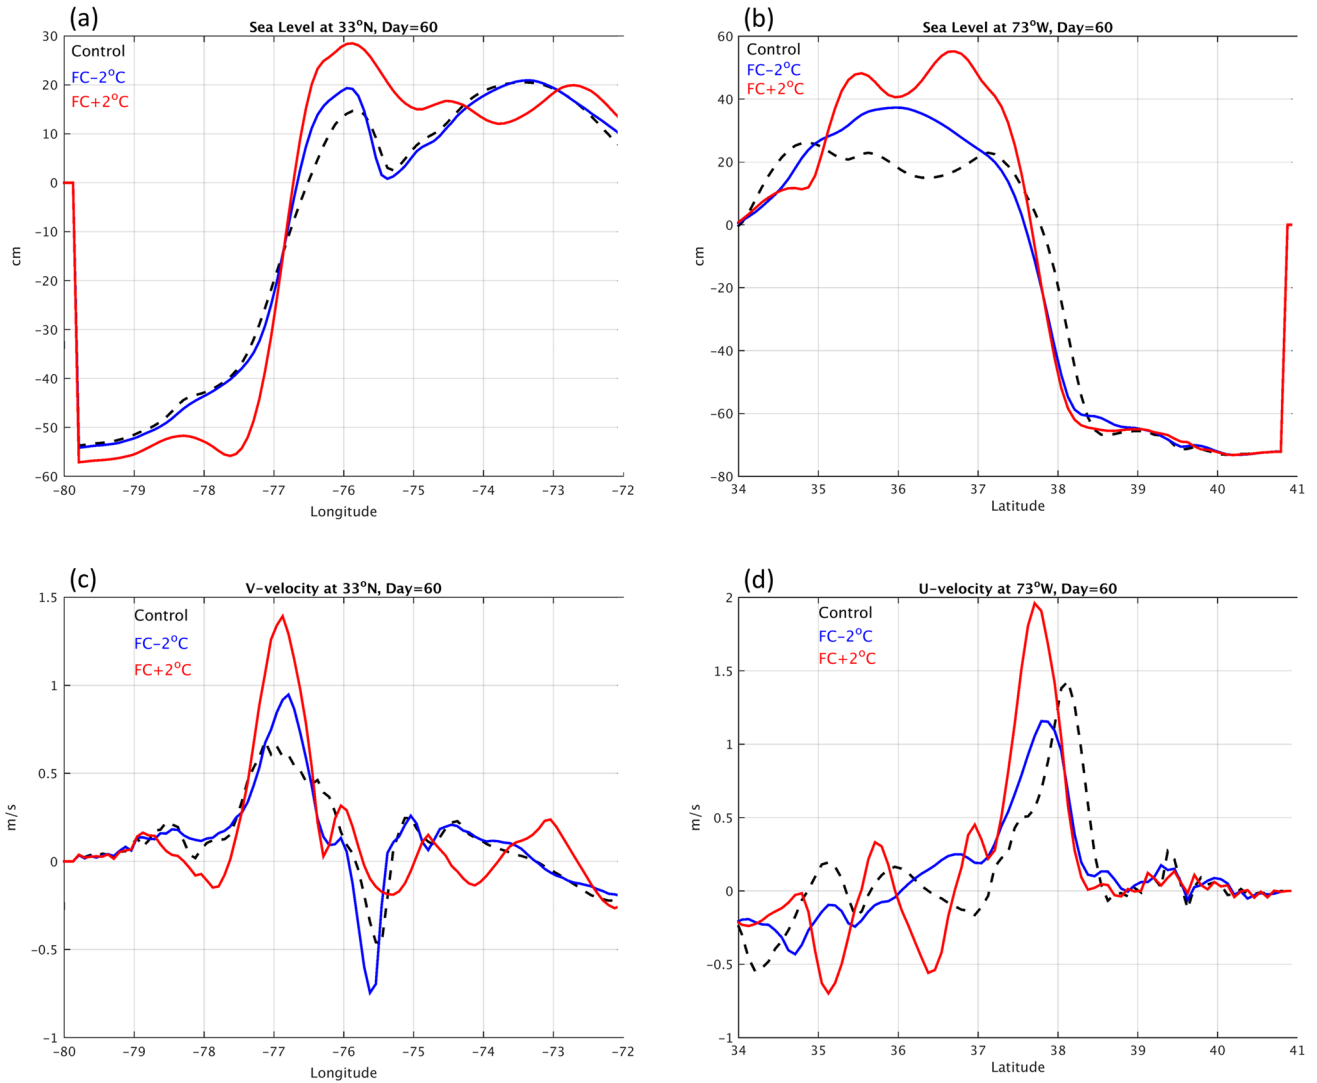 (a)
Sea Level at 33°N, Day=60
30
20
10
0
−10
−20
−30
−40
−50
−60
cm
Control
FC−2°C
FC+2°C
−80 −79 −78 −77 −76 −75 −74 −73 −72
Longitude
(b)
Sea Level at 73°W, Day=60
60
40
20
0
−20
−40
−60
−80
cm
Control
FC−2°C
FC+2°C
34 35 36 37 38 39 40 41
Latitude
(c)
V−velocity at 33°N, Day=60
1.5
1
0.5
0
−0.5
−1
m/s
Control
FC−2°C
FC+2°C
−80 −79 −78 −77 −76 −75 −74 −73 −72
Longitude
(d)
U−velocity at 73°W, Day=60
2
1.5
1
0.5
0
−0.5
−1
m/s
Control
FC−2°C
FC+2°C
34 35 36 37 38 39 40 41
Latitude